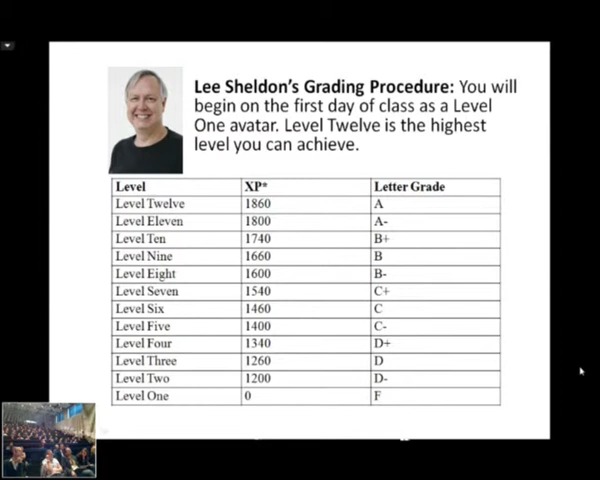 Lee Sheldon's Grading Procedure: You will
begin on the first day of class as a Level
One avatar. Level Twelve is the highest
level you can achieve.
Level XP* Letter Grade
Level Twelve 1860 A
Level Eleven 1800 A-
Level Ten 1740 B+
Level Nine 1660 B
Level Eight 1600 B-
Level Seven 1540 C+
Level Six 1460 C
Level Five 1400 C-
Level Four 1340 D+
Level Three 1260 D
Level Two 1200 D-
Level One 0 F